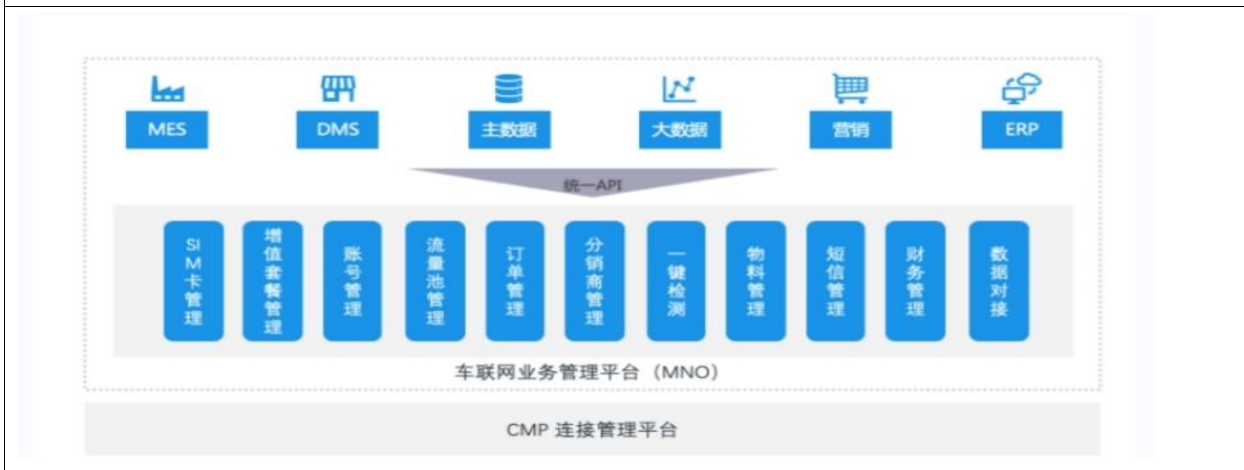 MES
DMS
主数据
大数据
营销
ERP
统一API
SIM卡管理
增值套餐管理
账号管理
流量池管理
订单管理
分销商管理
一键检测
物料管理
短信管理
财务管理
数据对接
车联网业务管理平台（MNO）
CMP 连接管理平台